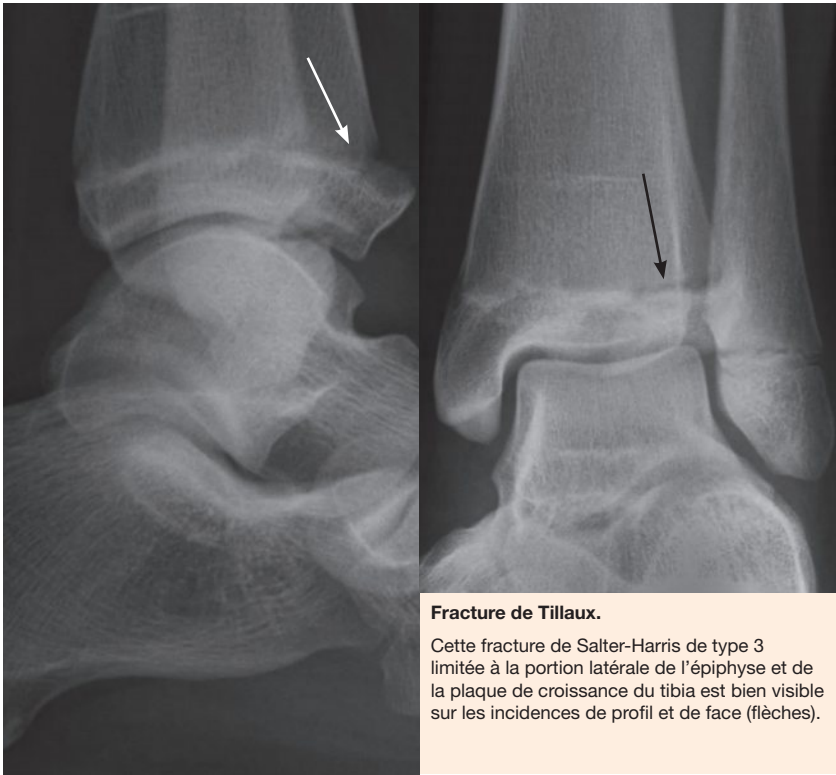 Fracture de Tillaux.
Cette fracture de Salter-Harris de type 3
limitée à la portion latérale de l’épiphyse et de
la plaque de croissance du tibia est bien visible
sur les incidences de profil et de face (flèches).